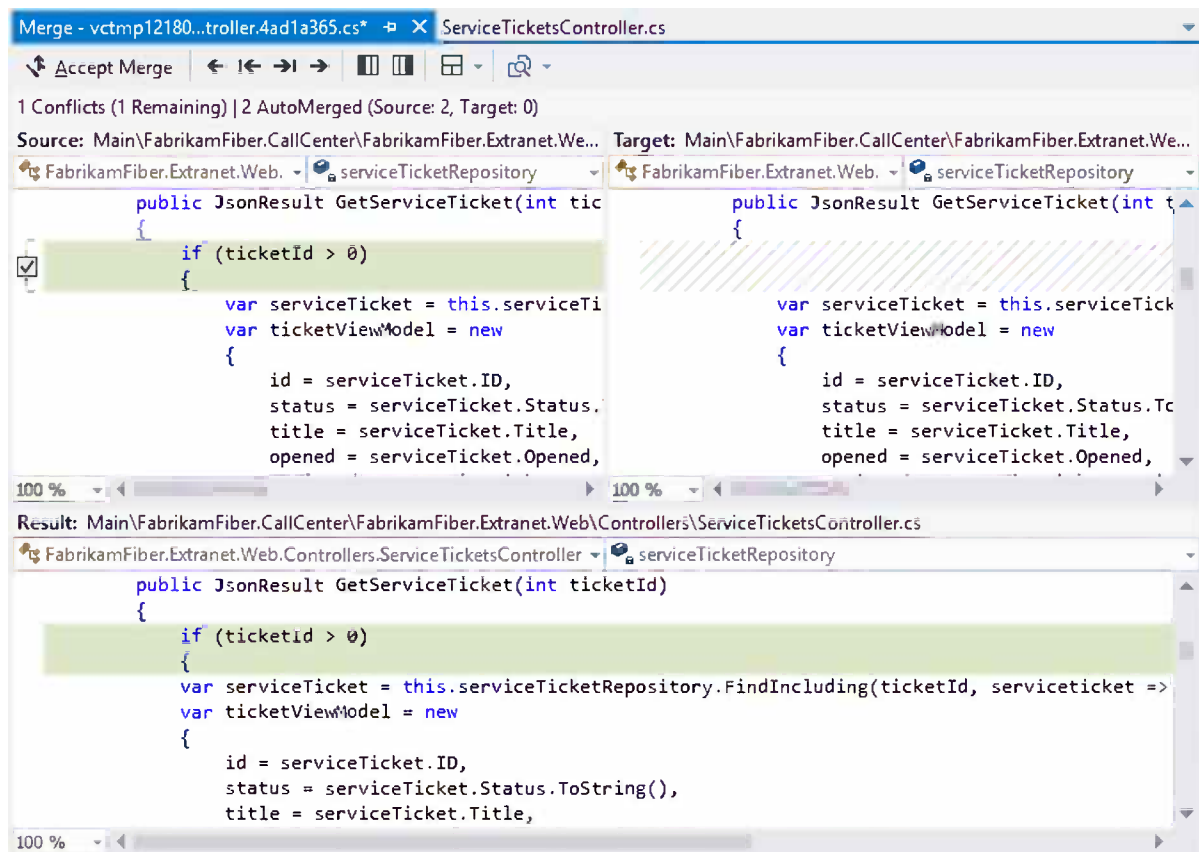 Merge - vctmp12180...troller.4ad1a365.cs* ServiceTicketsController.cs
Accept Merge
1 Conflicts (1 Remaining) | 2 AutoMerged (Source: 2, Target: 0)
Source: Main\FabrikamFiber.CallCenter\FabrikamFiber.Extranet.We...
FabrikamFiber.Extranet.Web. serviceTicketRepository
public JsonResult GetServiceTicket(int tic
{
if (ticketId > 0)
{
var serviceTicket = this.serviceTi
var ticketViewModel = new
{
id = serviceTicket.ID,
status = serviceTicket.Status.
title = serviceTicket.Title,
opened = serviceTicket.Opened,
100 %
Target: Main\FabrikamFiber.CallCenter\FabrikamFiber.Extranet.We...
FabrikamFiber.Extranet.Web. serviceTicketRepository
public JsonResult GetServiceTicket(int t
{
var serviceTicket = this.serviceTick
var ticketViewModel = new
{
id = serviceTicket.ID,
status = serviceTicket.Status.To
title = serviceTicket.Title,
opened = serviceTicket.Opened,
100 %
Result: Main\FabrikamFiber.CallCenter\FabrikamFiber.Extranet.Web\Controllers\ServiceTicketsController.cs
FabrikamFiber.Extranet.Web.Controllers.ServiceTicketsController serviceTicketRepository
public JsonResult GetServiceTicket(int ticketId)
{
if (ticketId > 0)
{
var serviceTicket = this.serviceTicketRepository.FindIncluding(ticketId, serviceticket =>
var ticketViewModel = new
{
id = serviceTicket.ID,
status = serviceTicket.Status.ToString(),
title = serviceTicket.Title,
100 %